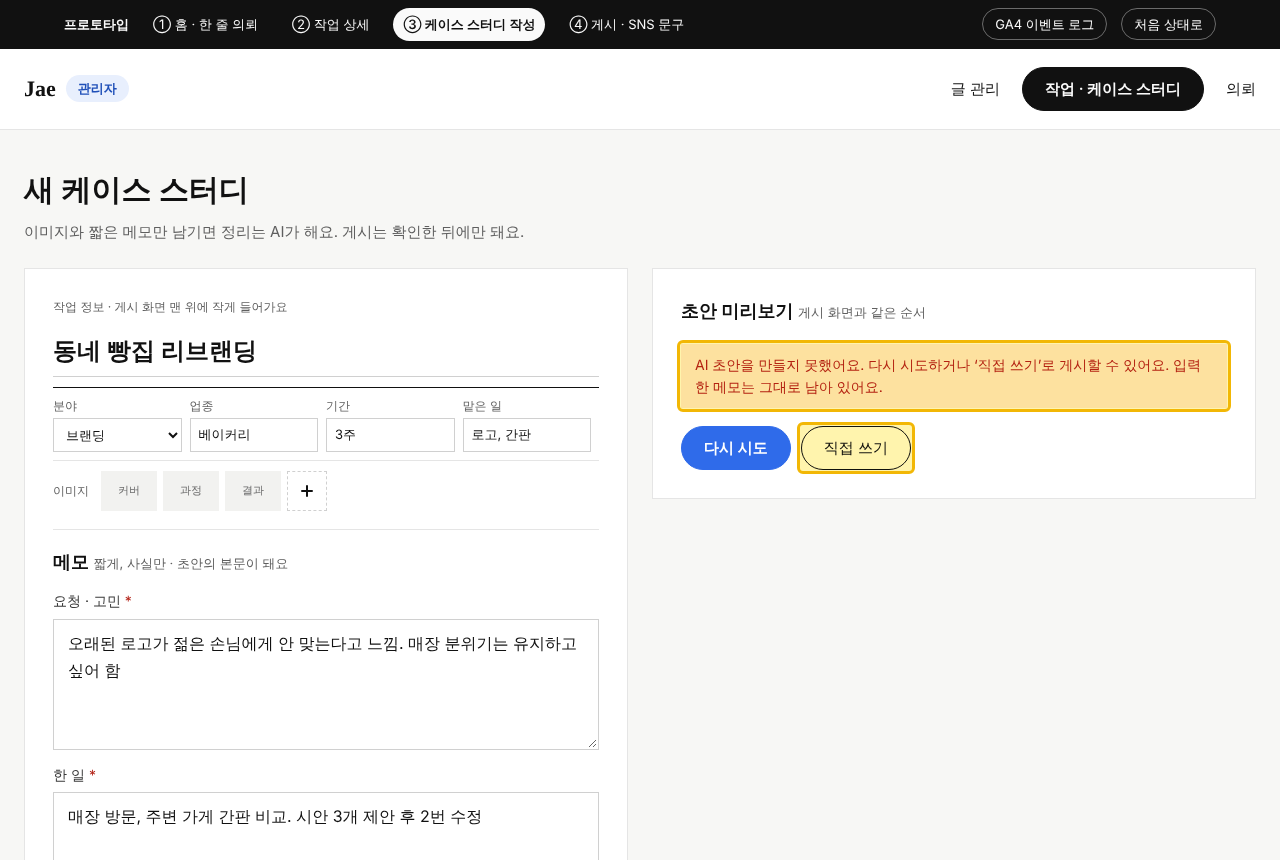 프로토타입
① 홈 · 한 줄 의뢰
② 작업 상세
③ 케이스 스터디 작성
④ 게시 · SNS 문구
GA4 이벤트 로그
처음 상태로
Jae
관리자
글 관리
작업 · 케이스 스터디
의뢰
새 케이스 스터디
이미지와 짧은 메모만 남기면 정리는 AI가 해요. 게시는 확인한 뒤에만 돼요.
작업 정보 · 게시 화면 맨 위에 작게 들어가요
동네 빵집 리브랜딩
분야
업종
기간
맡은 일
브랜딩
베이커리
3주
로고, 간판
이미지
커버
과정
결과
+
메모 짧게, 사실만 · 초안의 본문이 돼요
요청 · 고민 *
오래된 로고가 젊은 손님에게 안 맞는다고 느낌. 매장 분위기는 유지하고
싶어 함
한 일 *
매장 방문, 주변 가게 간판 비교. 시안 3개 제안 후 2번 수정
초안 미리보기 게시 화면과 같은 순서
AI 초안을 만들지 못했어요. 다시 시도하거나 ‘직접 쓰기’로 게시할 수 있어요. 입력
한 메모는 그대로 남아 있어요.
다시 시도
직접 쓰기